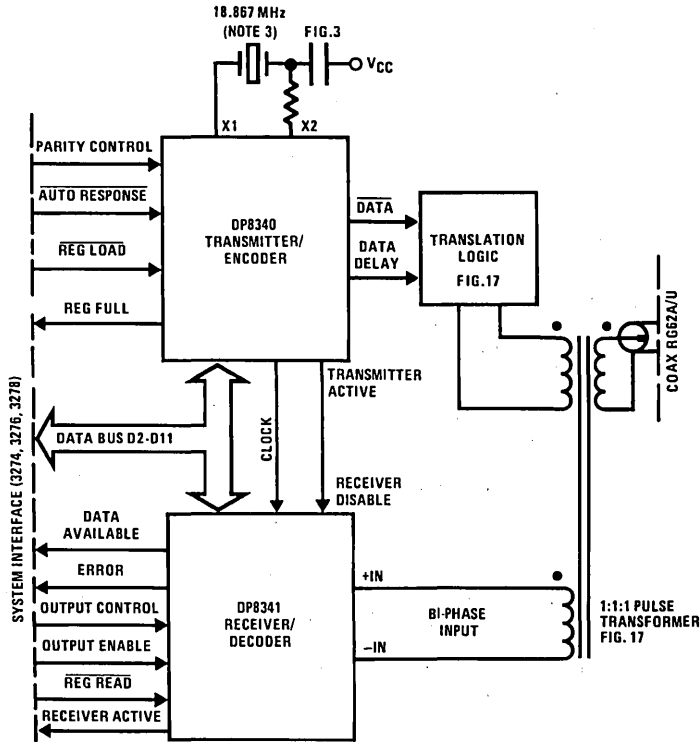 18.867 MHz
(NOTE 3)
FIG.3
VCC
X1
X2
PARITY CONTROL
AUTO RESPONSE
REG LOAD
REG FULL
DP8340
TRANSMITTER/
ENCODER
DATA
DATA
DELAY
TRANSLATION
LOGIC
FIG.17
COAX RG62A/U
TRANSMITTER
ACTIVE
CLOCK
RECEIVER
DISABLE
SYSTEM INTERFACE (3274, 3276, 3278)
DATA BUS D2-D11
DATA
AVAILABLE
ERROR
OUTPUT CONTROL
OUTPUT ENABLE
REG READ
RECEIVER ACTIVE
DP8341
RECEIVER/
DECODER
+IN
BI-PHASE
INPUT
–IN
1:1:1 PULSE
TRANSFORMER
FIG. 17